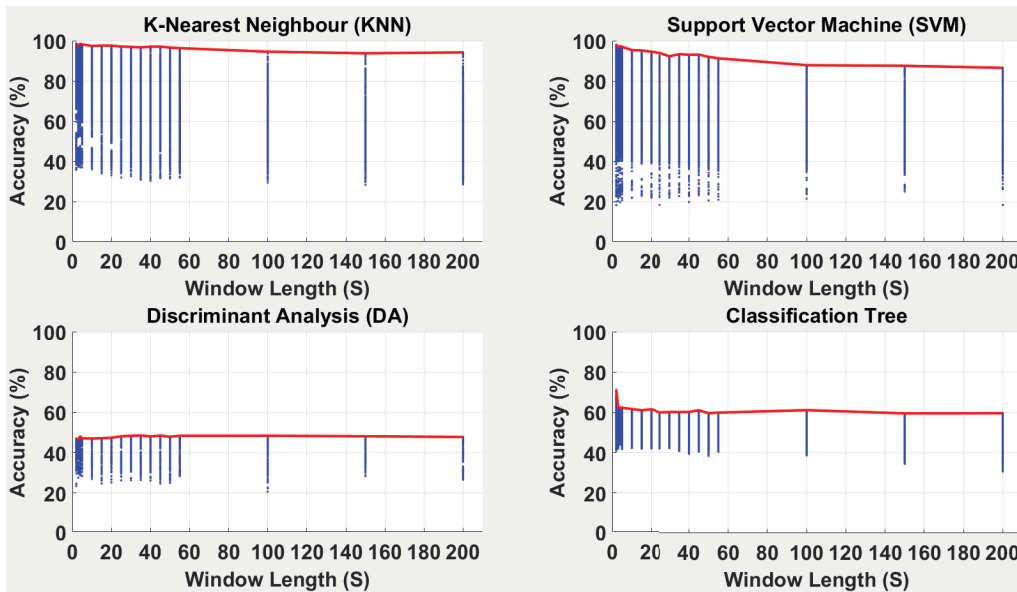 K-Nearest Neighbour (KNN)
100
80
60
40
20
0
Accuracy (%)
0 20 40 60 80 100 120 140 160 180 200
Window Length (S)
Support Vector Machine (SVM)
100
80
60
40
20
0
Accuracy (%)
0 20 40 60 80 100 120 140 160 180 200
Window Length (S)
Discriminant Analysis (DA)
100
80
60
40
20
0
Accuracy (%)
0 20 40 60 80 100 120 140 160 180 200
Window Length (S)
Classification Tree
100
80
60
40
20
0
Accuracy (%)
0 20 40 60 80 100 120 140 160 180 200
Window Length (S)